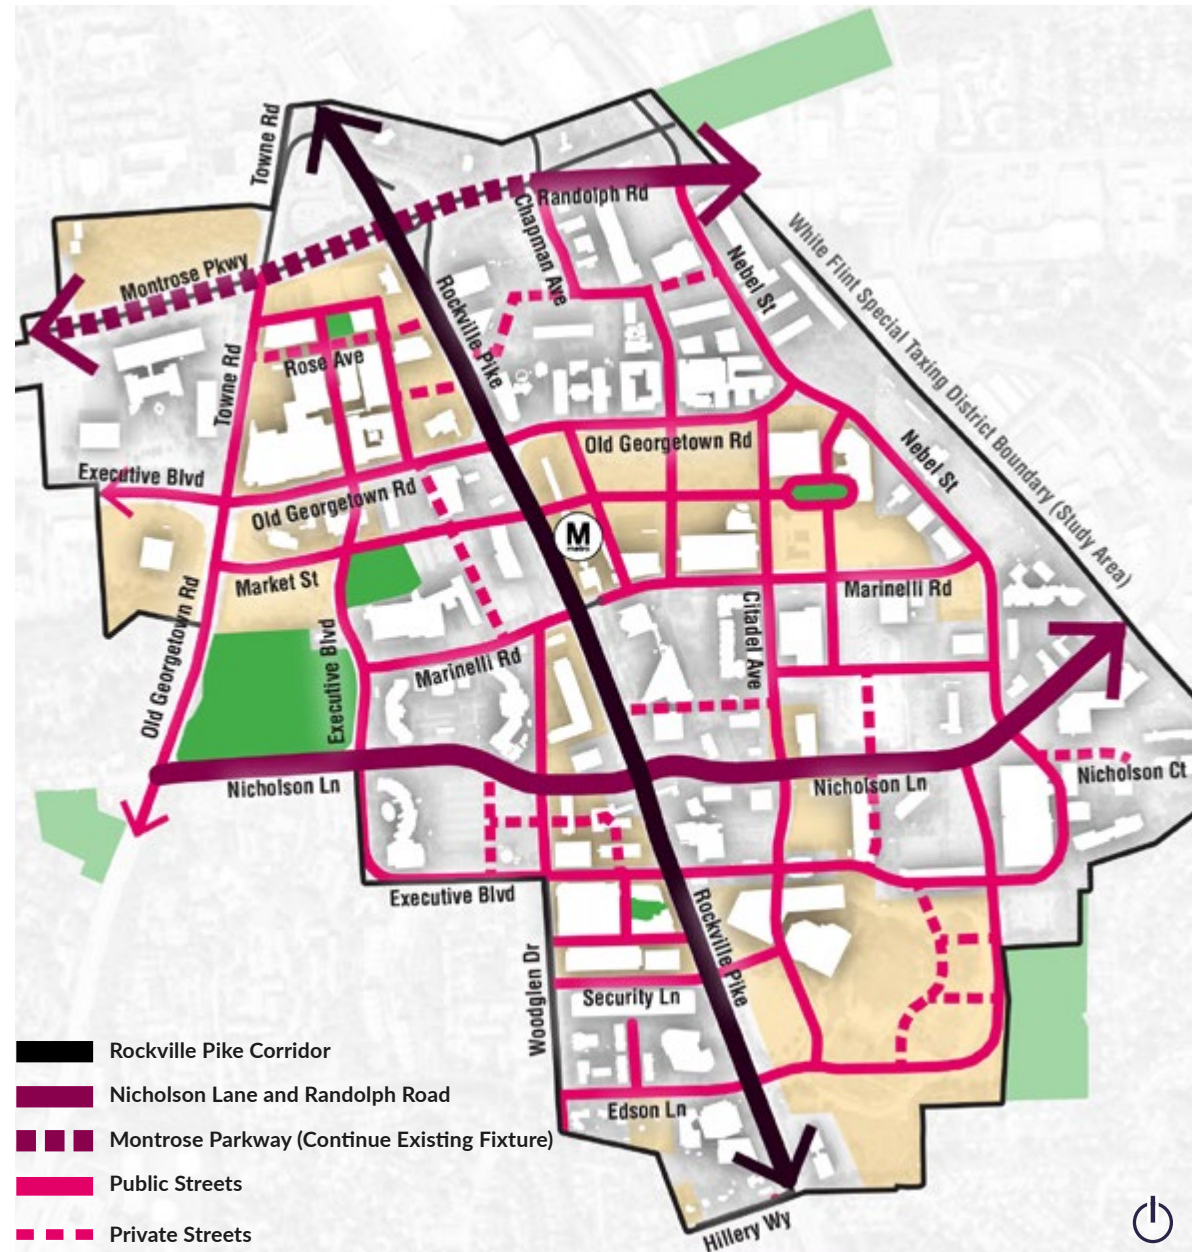 Towne Rd
Randolph Rd
Chapman Ave
Montrose Pkwy
Nebel St
White Flint Special Taxing District Boundary (Study Area)
Rockville Pike
Rose Ave
Towne Rd
Old Georgetown Rd
Nebel St
Executive Blvd
Old Georgetown Rd
M
metro
Market St
Marinelli Rd
Old Georgetown Rd
Executive Blvd
Citadel Ave
Marinelli Rd
Nicholson Ln
Nicholson Ln
Nicholson Ct
Executive Blvd
Rockville Pike
Woodglen Dr
Security Ln
Edson Ln
Hillery Wy
Rockville Pike Corridor
Nicholson Lane and Randolph Road
Montrose Parkway (Continue Existing Fixture)
Public Streets
Private Streets